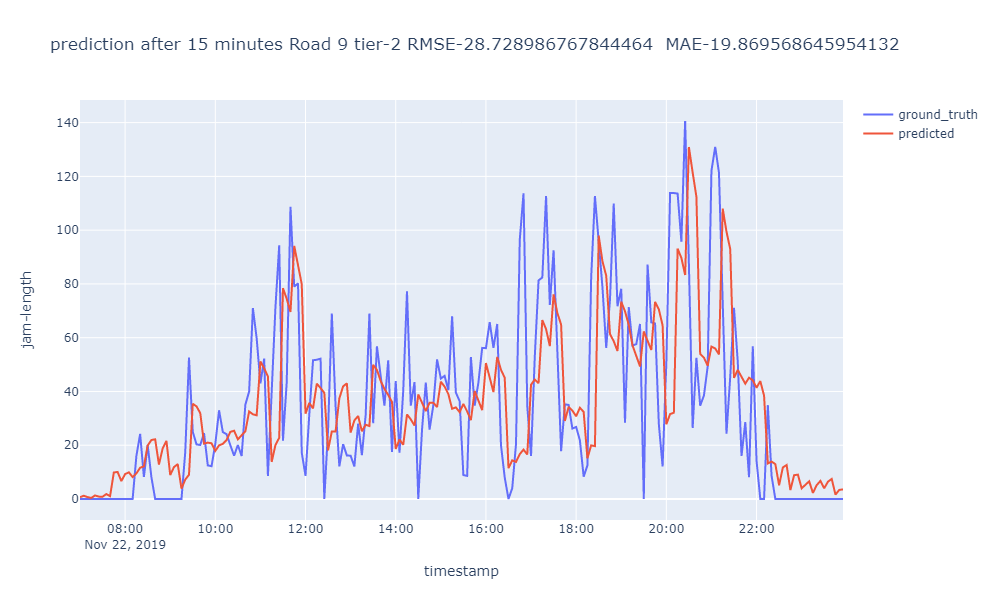 prediction after 15 minutes Road 9 tier-2 RMSE-28.728986767844464  MAE-19.869568645954132
ground_truth
predicted
140
120
100
80
60
40
20
0
jam-length
08:00 10:00 12:00 14:00 16:00 18:00 20:00 22:00
Nov 22, 2019
timestamp